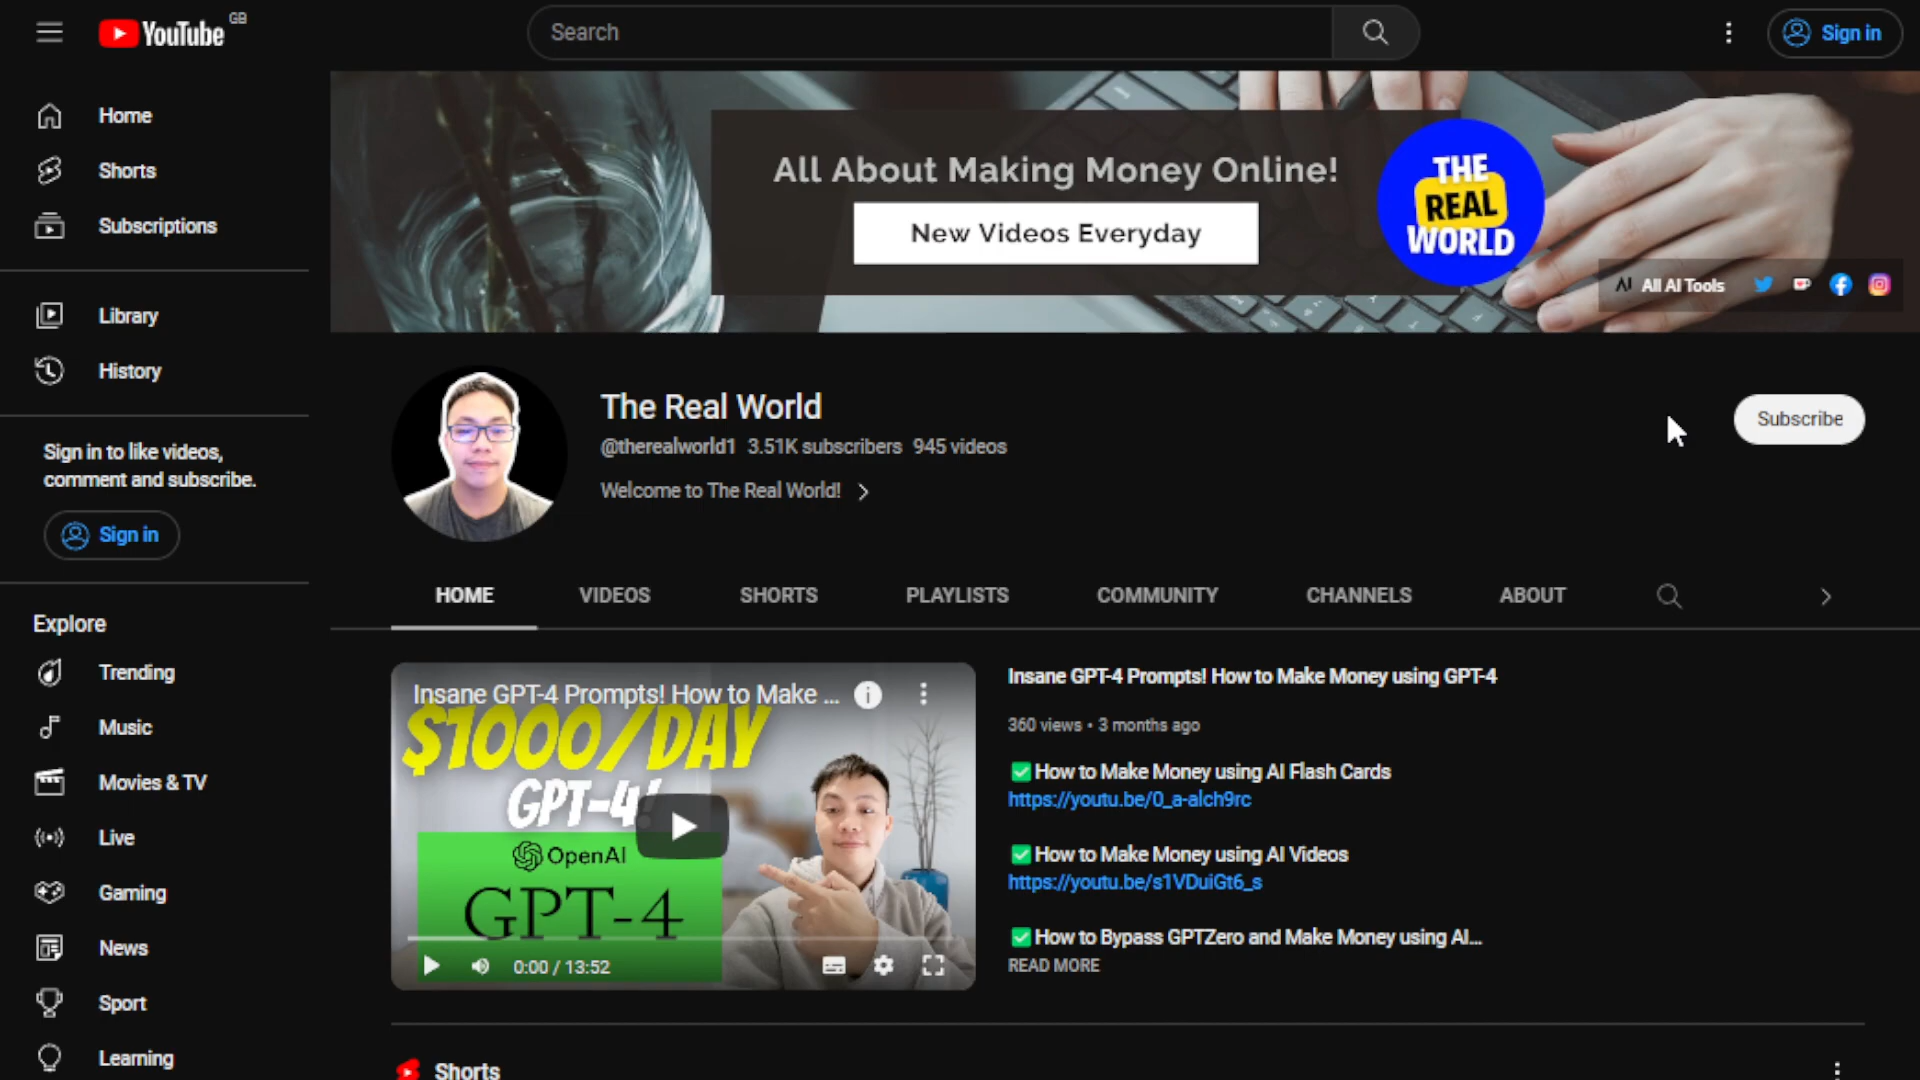 YouTube GB
Search
Sign in
Home
Shorts
Subscriptions
Library
History
Sign in to like videos,
comment and subscribe.
Sign in
Explore
Trending
Music
Movies & TV
Live
Gaming
News
Sport
Learning
All About Making Money Online!
New Videos Everyday
THE
REAL
WORLD
AI All AI Tools
The Real World
@therealworld1 3.51K subscribers 945 videos
Welcome to The Real World!
Subscribe
HOME
VIDEOS
SHORTS
PLAYLISTS
COMMUNITY
CHANNELS
ABOUT
Insane GPT-4 Prompts! How to Make ...
$1000/DAY
GPT-4!
OpenAI
GPT-4
0:00 / 13:52
Insane GPT-4 Prompts! How to Make Money using GPT-4
360 views • 3 months ago
✅How to Make Money using AI Flash Cards
https://youtu.be/0_a-alch9rc
✅How to Make Money using AI Videos
https://youtu.be/s1VDuiGt6_s
✅How to Bypass GPTZero and Make Money using AI...
READ MORE
Shorts